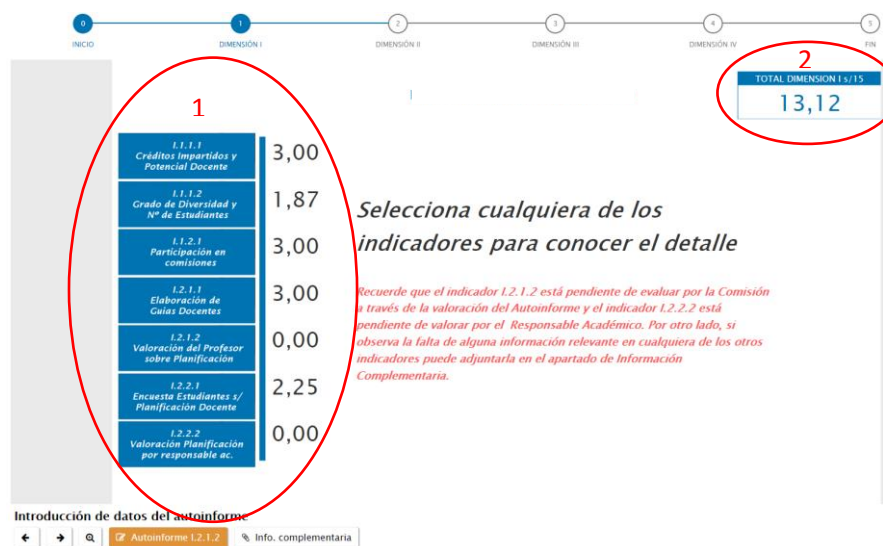 0
1
2
3
4
5
INICIO
DIMENSIÓN I
DIMENSIÓN II
DIMENSIÓN III
DIMENSIÓN IV
FIN
2
TOTAL DIMENSION I s/15
13,12
1
I.1.1.1
Créditos Impartidos y
Potencial Docente
3,00
I.1.1.2
Grado de Diversidad y
Nº de Estudiantes
1,87
I.1.2.1
Participación en
comisiones
3,00
I.2.1.1
Elaboración de
Guías Docentes
3,00
I.2.1.2
Valoración del Profesor
sobre Planificación
0,00
I.2.2.1
Encuesta Estudiantes s/
Planificación Docente
2,25
I.2.2.2
Valoración Planificación
por responsable ac.
0,00
Selecciona cualquiera de los
indicadores para conocer el detalle
Recuerde que el indicador I.2.1.2 está pendiente de evaluar por la Comisión
a través de la valoración del Autoinforme y el indicador I.2.2.2 está
pendiente de valorar por el Responsable Académico. Por otro lado, si
observa la falta de alguna información relevante en cualquiera de los otros
indicadores puede adjuntarla en el apartado de Información
Complementaria.
Introducción de datos del autoinforme
Autoinforme I.2.1.2
Info. complementaria